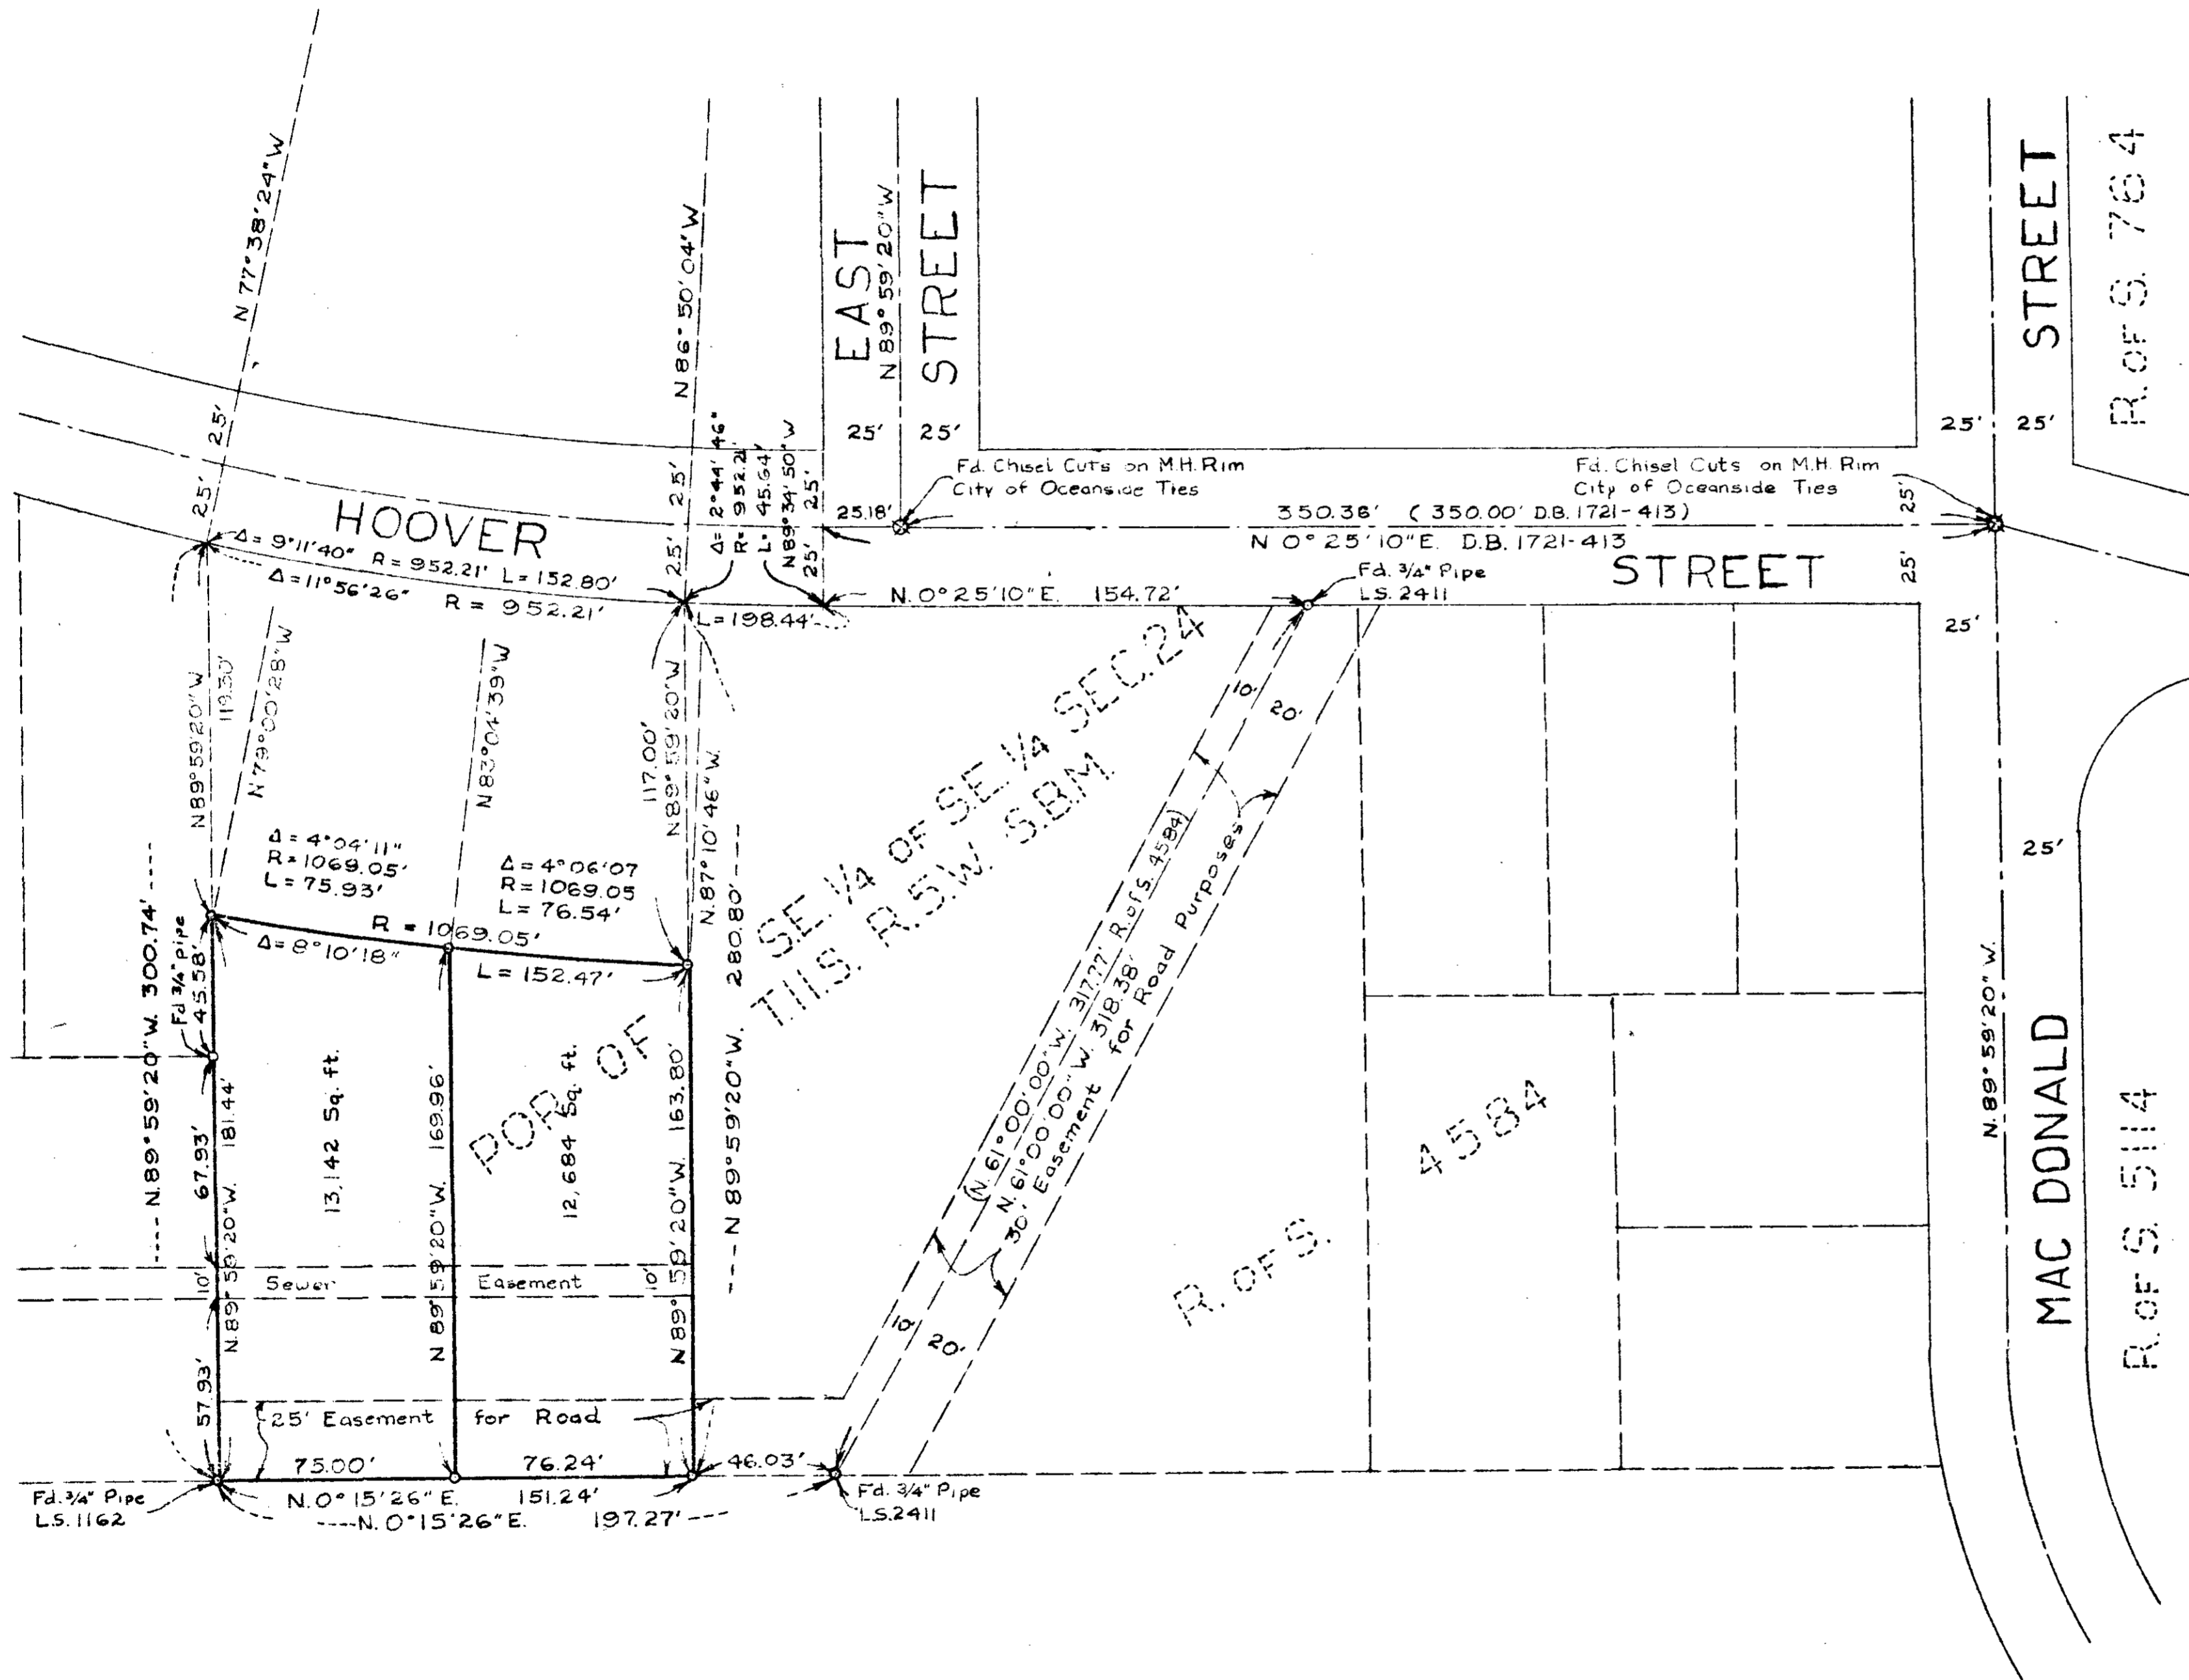 N 77° 38' 24" W
25'
25'
N 86° 50' 04" W
25'
25'
Δ = 2° 44' 46"
R = 952.21'
L = 45.64'
N 89° 34' 50" W
25'
25'
EAST
N 89° 59' 20" W
STREET
25'
25'
25.18'
Fd. Chisel Cuts on M.H. Rim
City of Oceanside Ties
Fd. Chisel Cuts on M.H. Rim
City of Oceanside Ties
350.36' (350.00' D.B. 1721-413)
N 0° 25' 10" E. D.B. 1721-413
25'
25'
25'
25'
STREET
R. OF S. 764
HOOVER
STREET
Δ = 9° 11' 40" R = 952.21' L = 152.80'
Δ = 11° 56' 26" R = 952.21'
L = 198.44'
N. 0° 25' 10" E. 154.72'
Fd. 3/4" Pipe
L.S. 2411
25'
N 89° 59' 20" W
119.30'
N 79° 00' 28" W
N 83° 04' 39" W
117.00'
N 89° 59' 20" W
N. 87° 10' 46" W.
Δ = 4° 04' 11"
R = 1069.05'
L = 75.93'
Δ = 4° 06' 07
R = 1069.05
L = 76.54'
R = 1069.05'
Δ = 8° 10' 18"
L = 152.47'
N. 89° 59' 20" W. 300.74'
Fd 3/4" pipe
45.58'
67.93'
10'
57.93'
N. 89° 59' 20" W. 181.44'
13,142 Sq. ft.
N 89° 59' 20" W. 169.96'
12,684 Sq. ft.
N 89° 59' 20" W. 163.80'
N 89° 59' 20" W. 280.80'
POR. OF S.E. 1/4 OF SE. 1/4 SEC. 24
T. 11 S. R. 5 W. S.B.M.
10'
20'
(N. 61° 00' 00" W. 317.77' R. of S. 4584)
N. 61° 00' 00" W. 318.38'
30' Easement for Road Purposes
10'
20'
R. OF S. 4584
25'
N. 89° 59' 20" W.
MAC DONALD
R. OF S. 5114
Sewer Easement
10'
25' Easement for Road
75.00'
76.24'
46.03'
Fd. 3/4" Pipe
L.S. 1162
N. 0° 15' 26" E. 151.24'
N. 0° 15' 26" E. 197.27'
Fd. 3/4" Pipe
L.S. 2411